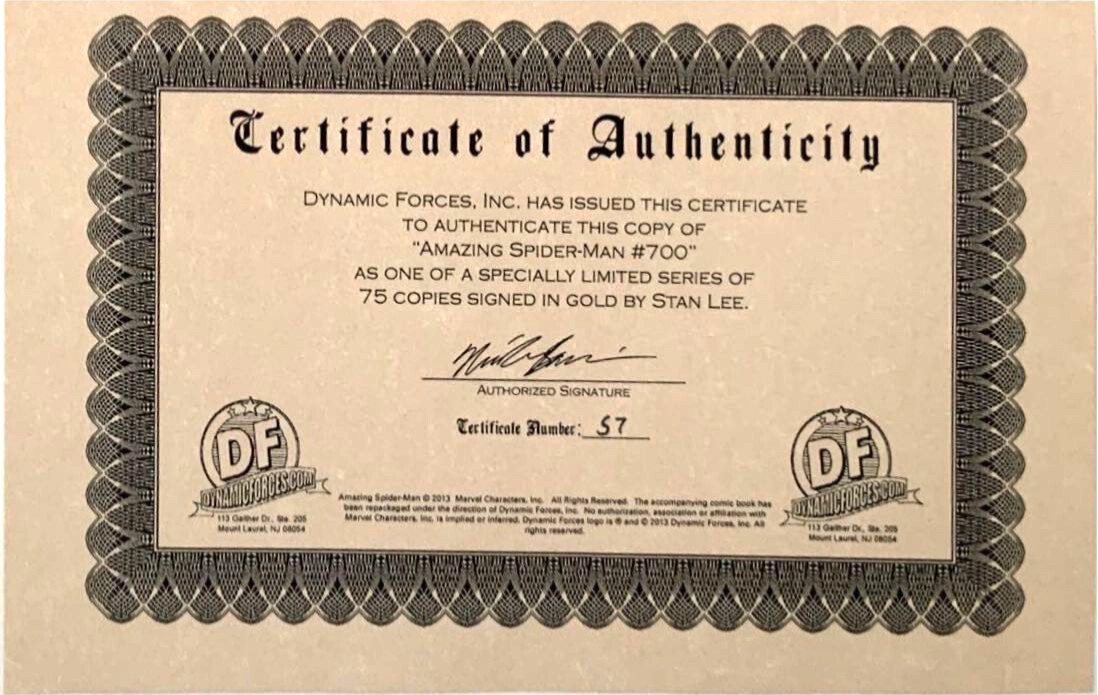 Certificate of Authenticity
DYNAMIC FORCES, INC. HAS ISSUED THIS CERTIFICATE
TO AUTHENTICATE THIS COPY OF
"AMAZING SPIDER-MAN #700"
AS ONE OF A SPECIALLY LIMITED SERIES OF
75 COPIES SIGNED IN GOLD BY STAN LEE.
AUTHORIZED SIGNATURE
Certificate Number: 57
DF
DYNAMICFORCES.COM
113 Gaither Dr., Ste. 205
Mount Laurel, NJ 08054
Amazing Spider-Man © 2013 Marvel Characters, Inc. All Rights Reserved. The accompanying comic book has
been repackaged under the direction of Dynamic Forces, Inc. No authorization, association or affiliation with
Marvel Characters, Inc. is implied or inferred. Dynamic Forces logo is ® and © 2013 Dynamic Forces, Inc. All
rights reserved.
DF
DYNAMICFORCES.COM
113 Gaither Dr., Ste. 205
Mount Laurel, NJ 08054